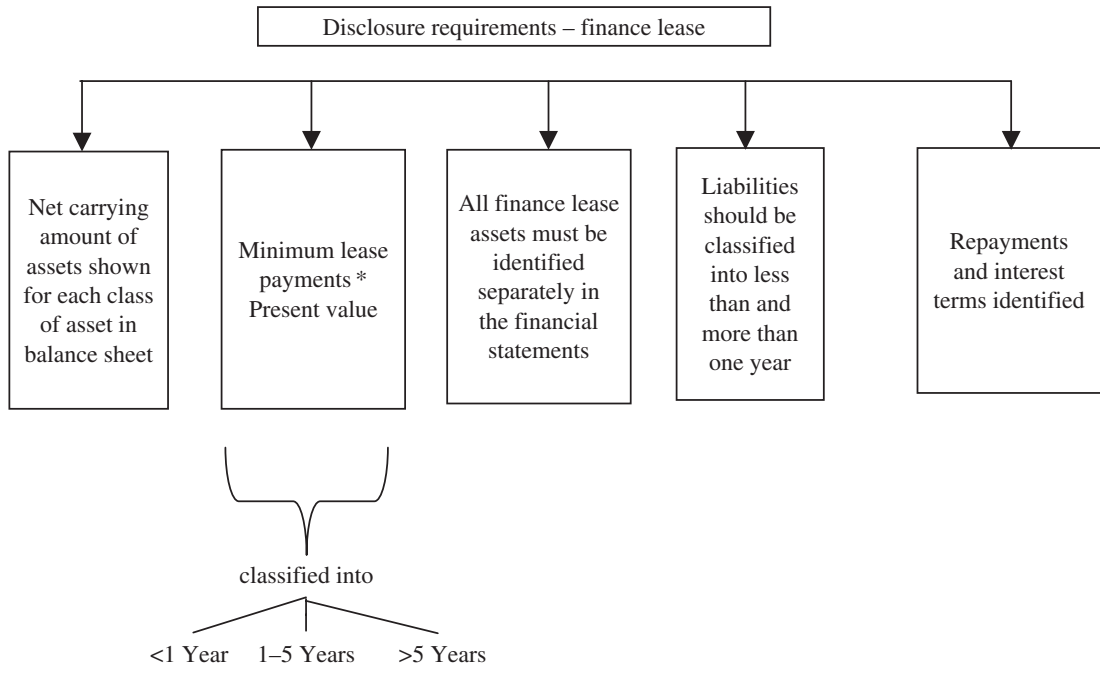 Disclosure requirements – finance lease
Net carrying
amount of
assets shown
for each class
of asset in
balance sheet
Minimum lease
payments *
Present value
All finance lease
assets must be
identified
separately in
the financial
statements
Liabilities
should be
classified
into less
than and
more than
one year
Repayments
and interest
terms identified
classified into
<1 Year 1–5 Years >5 Years